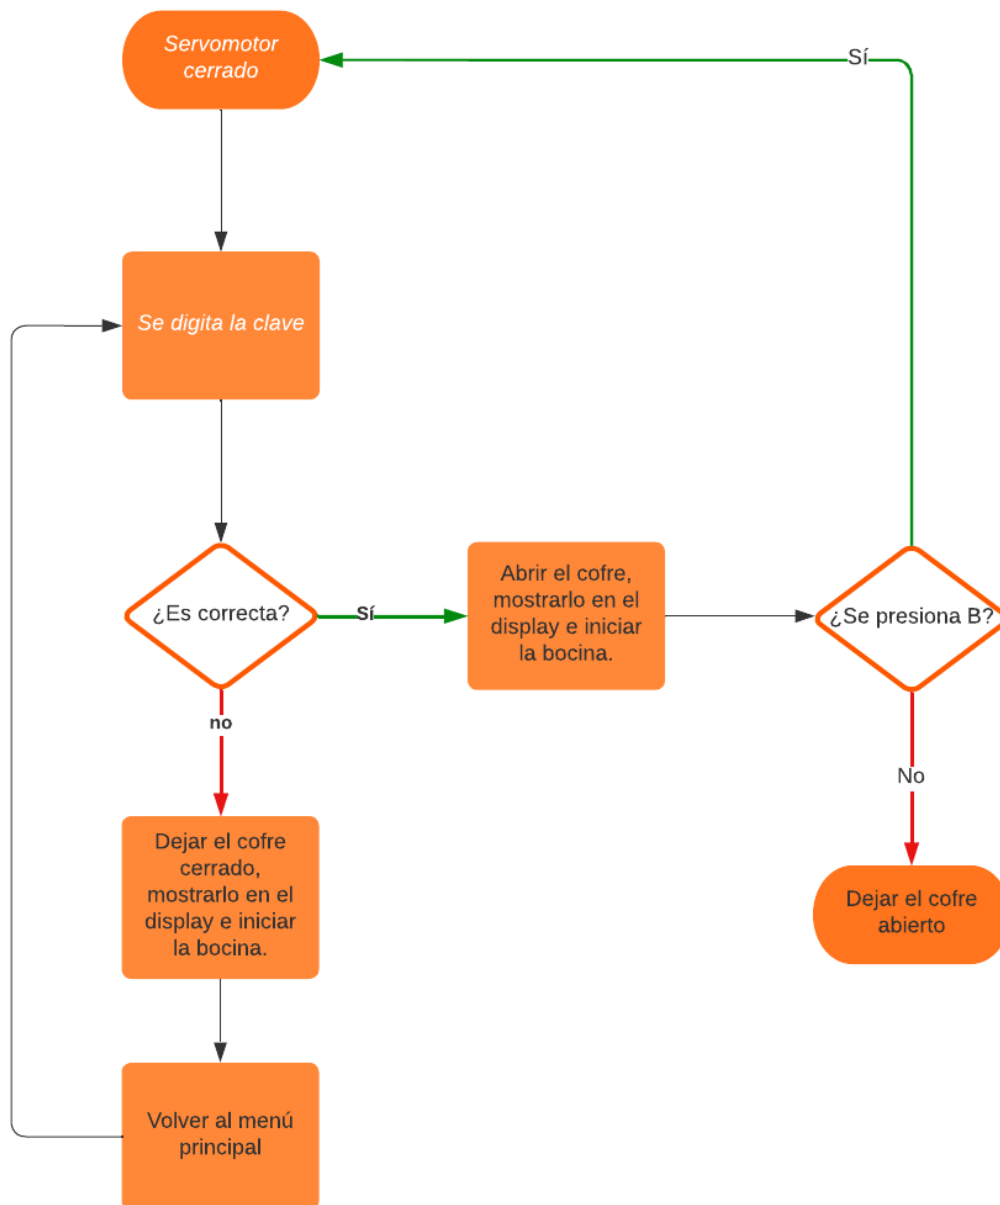 Servomotor
cerrado
Sí
Se digita la clave
¿Es correcta?
Sí
Abrir el cofre,
mostrarlo en el
display e iniciar
la bocina.
¿Se presiona B?
no
No
Dejar el cofre
cerrado,
mostrarlo en el
display e iniciar
la bocina.
Dejar el cofre
abierto
Volver al menú
principal